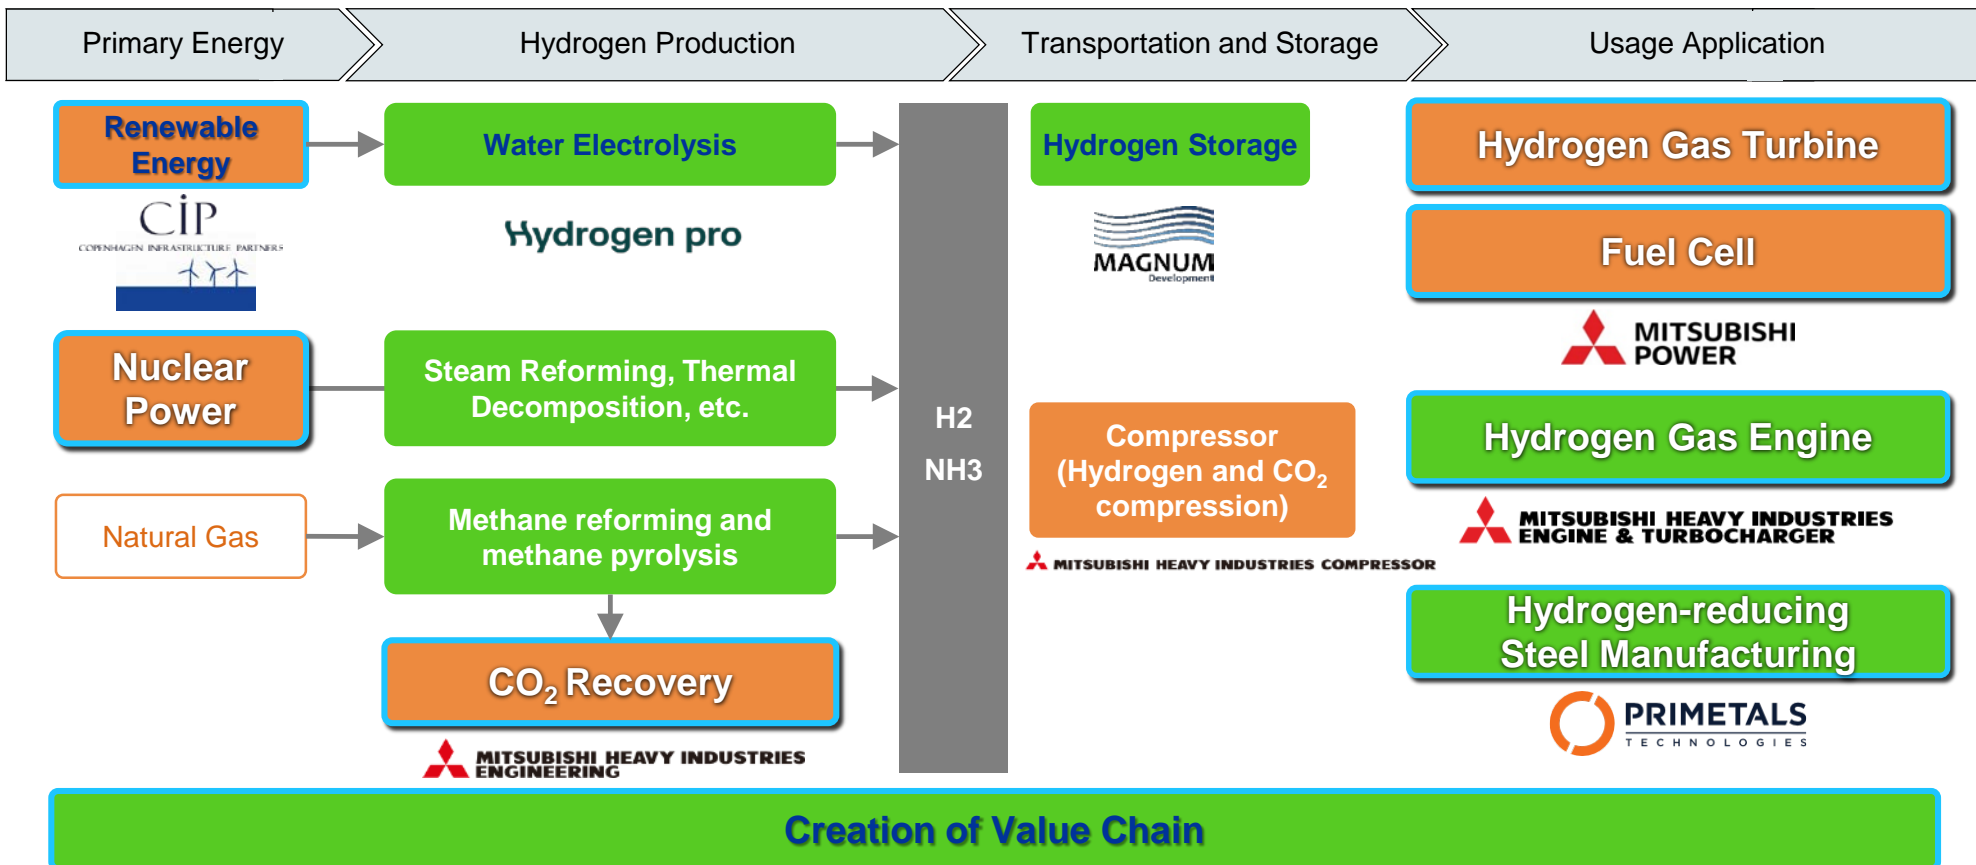 Primary Energy
Hydrogen Production
Transportation and Storage
Usage Application
Renewable
Energy
CIP
COPENHAGEN INFRASTRUCTURE PARTNERS
Water Electrolysis
Hydrogen pro
Nuclear
Power
Steam Reforming, Thermal
Decomposition, etc.
Natural Gas
Methane reforming and
methane pyrolysis
CO₂ Recovery
MITSUBISHI HEAVY INDUSTRIES
ENGINEERING
H2
NH3
Hydrogen Storage
MAGNUM
Development
Compressor
(Hydrogen and CO₂
compression)
MITSUBISHI HEAVY INDUSTRIES COMPRESSOR
Hydrogen Gas Turbine
Fuel Cell
MITSUBISHI
POWER
Hydrogen Gas Engine
MITSUBISHI HEAVY INDUSTRIES
ENGINE & TURBOCHARGER
Hydrogen-reducing
Steel Manufacturing
PRIMETALS
TECHNOLOGIES
Creation of Value Chain